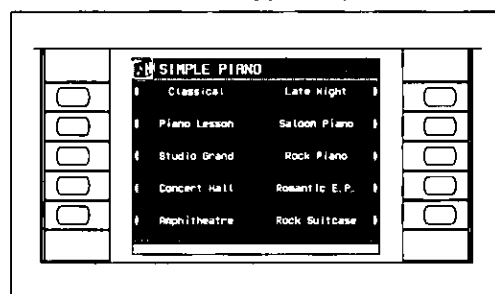 SIMPLE PIANO
Classical Late Night
Piano Lesson Saloon Piano
Studio Grand Rock Piano
Concert Hall Romantic E.P.
Amphitheatre Rock Suitcase